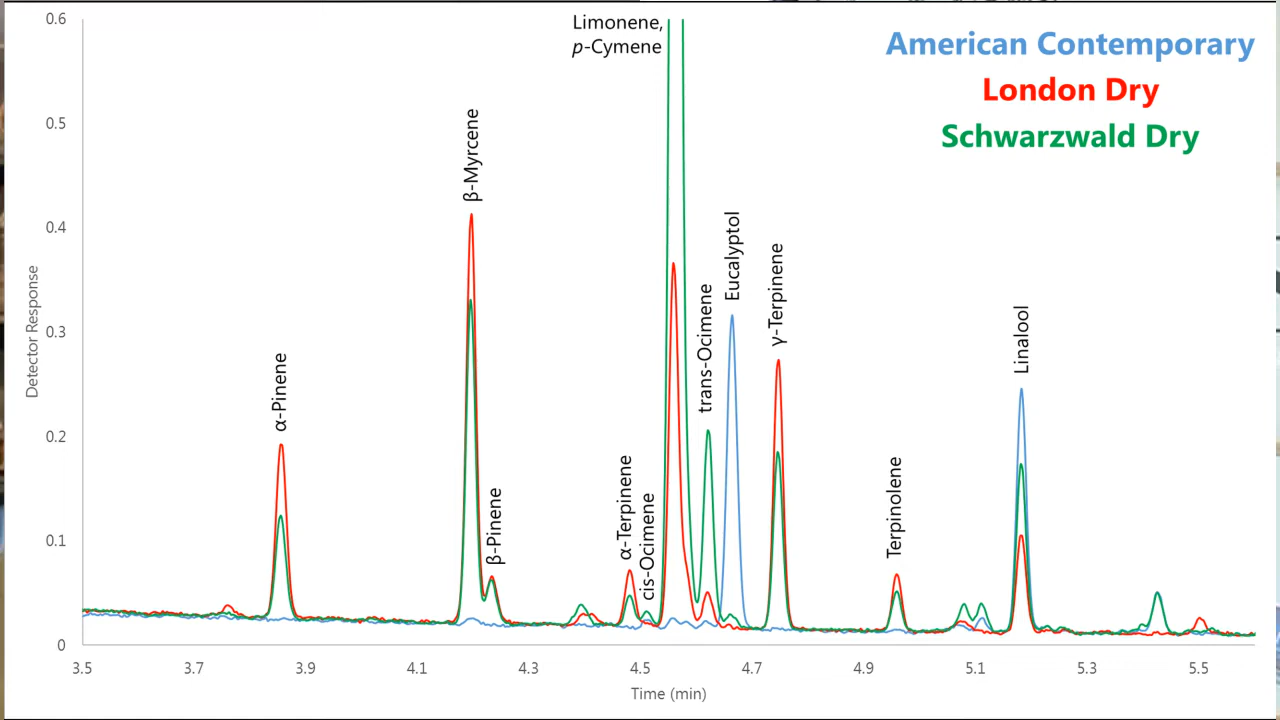 Limonene,
p-Cymene
American Contemporary
London Dry
Schwarzwald Dry
0.6
0.5
0.4
0.3
0.2
0.1
0
Detector Response
α-Pinene
β-Myrcene
β-Pinene
α-Terpinene
cis-Ocimene
trans-Ocimene
Eucalyptol
γ-Terpinene
Terpinolene
Linalool
3.5 3.7 3.9 4.1 4.3 4.5 4.7 4.9 5.1 5.3 5.5
Time (min)